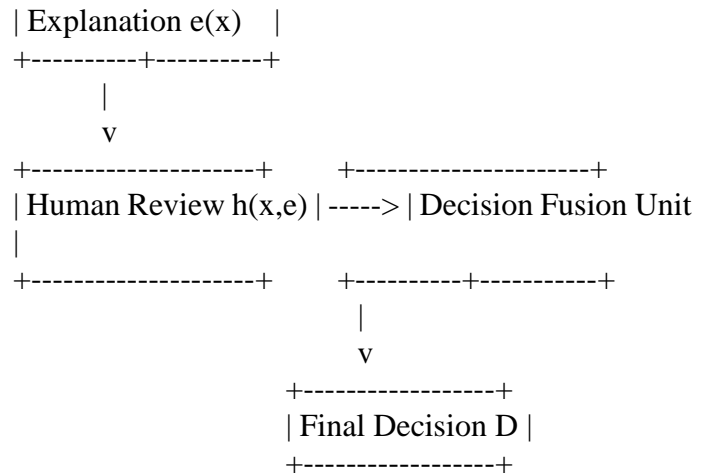 | Explanation e(x) |
+----------+----------+
|
v
+---------------------+ +----------------------+
| Human Review h(x,e) | -----> | Decision Fusion Unit
|
+---------------------+ +----------+-----------+
|
v
+------------------+
| Final Decision D |
+------------------+